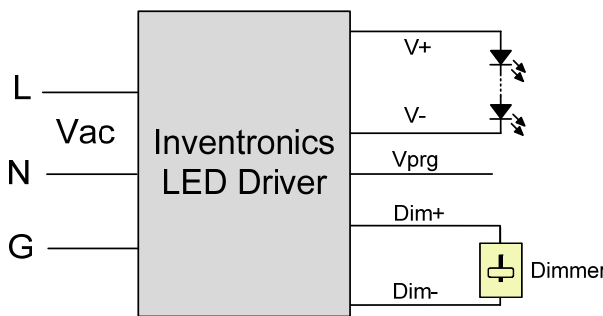 L
Vac
N
G
Inventronics
LED Driver
V+
V-
Vprg
Dim+
Dim-
Dimmer